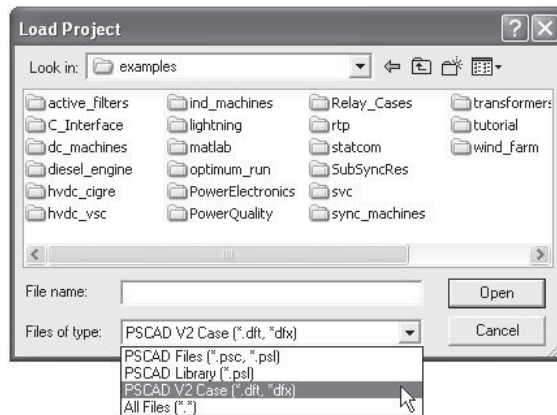 Load Project
Look in: examples
active_filters ind_machines Relay_Cases transformers
C_Interface lightning rtp tutorial
dc_machines matlab statcom wind_farm
diesel_engine optimum_run SubSyncRes
hvdc_cigre PowerElectronics svc
hvdc_vsc PowerQuality sync_machines
File name: Open
Files of type: PSCAD V2 Case (*.dft, *dfx) Cancel
PSCAD Files (*.psc, *.psl)
PSCAD Library (*.psl)
PSCAD V2 Case (*.dft, *dfx)
All Files (*.*)